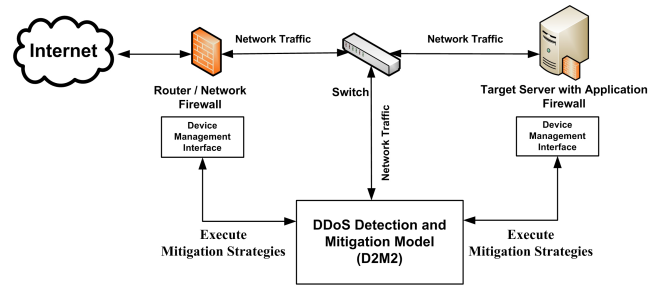 Internet
Network Traffic
Network Traffic
Router / Network
Firewall
Switch
Target Server with Application
Firewall
Device
Management
Interface
Network Traffic
Device
Management
Interface
DDoS Detection and
Mitigation Model
(D2M2)
Execute
Mitigation Strategies
Execute
Mitigation Strategies